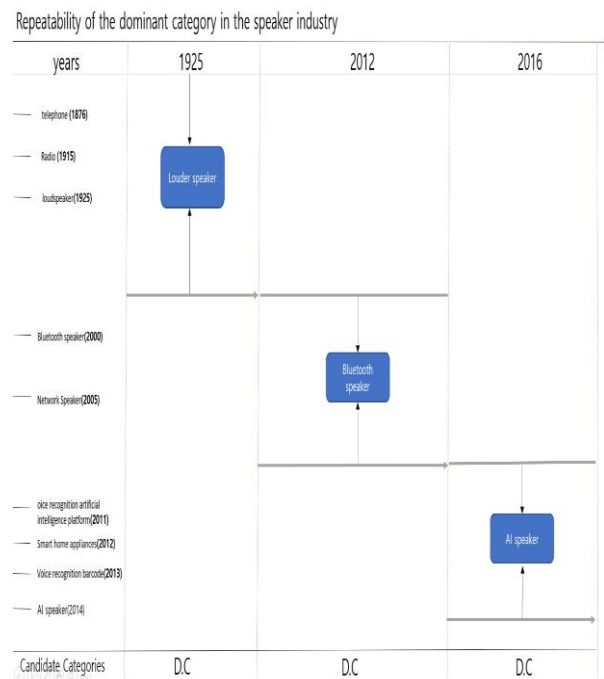 Repeatability of the dominant category in the speaker industry
years 1925 2012 2016
telephone (1876)
Radio (1915)
Louder speaker
loudspeaker(1925)
Bluetooth speaker(2000)
Bluetooth
speaker
Network Speaker(2005)
oice recognition artificial
intelligence platform(2011)
Smart home appliances(2012)
AI speaker
Voice recognition barcode(2013)
AI speaker(2014)
Candidate Categories D.C D.C D.C